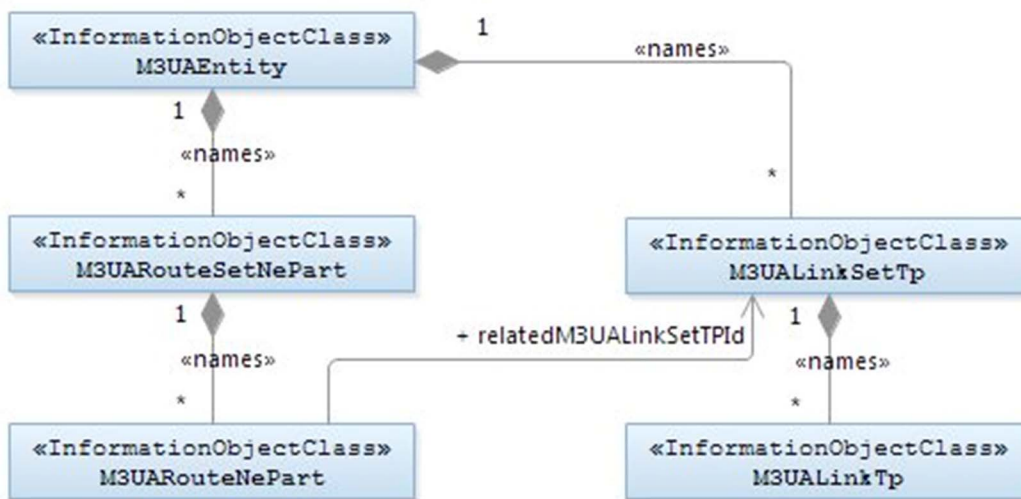 «InformationObjectClass»
M3UAEntity
1
«names»
1
«names»
*
*
«InformationObjectClass»
M3UARouteSetNePart
«InformationObjectClass»
M3UALinkSetTp
1
«names»
*
+ relatedM3UALinkSetTPId
1
«names»
*
«InformationObjectClass»
M3UARouteNePart
«InformationObjectClass»
M3UALinkTp